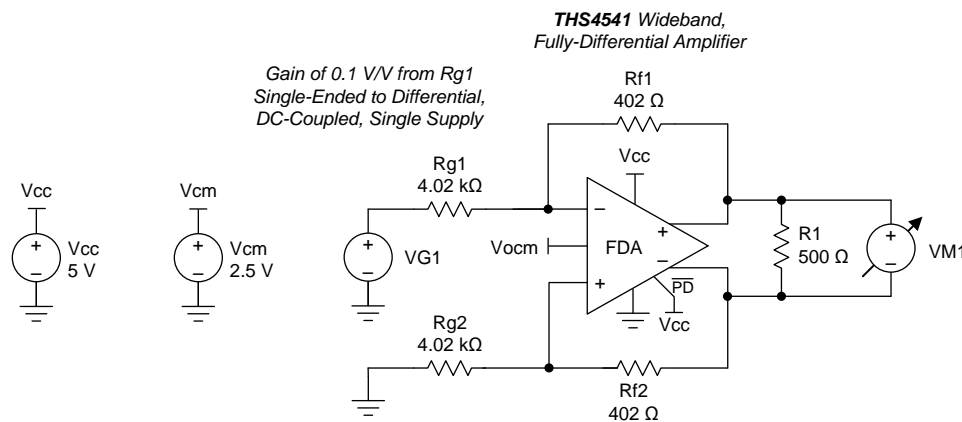 THS4541 Wideband,
Fully-Differential Amplifier
Gain of 0.1 V/V from Rg1
Single-Ended to Differential,
DC-Coupled, Single Supply
Rf1
402 Ω
Vcc
Rg1
4.02 kΩ
Vcc
Vcc
5 V
Vcm
Vcm
2.5 V
VG1
Vocm
FDA
PD
Vcc
R1
500 Ω
VM1
Rg2
4.02 kΩ
Rf2
402 Ω